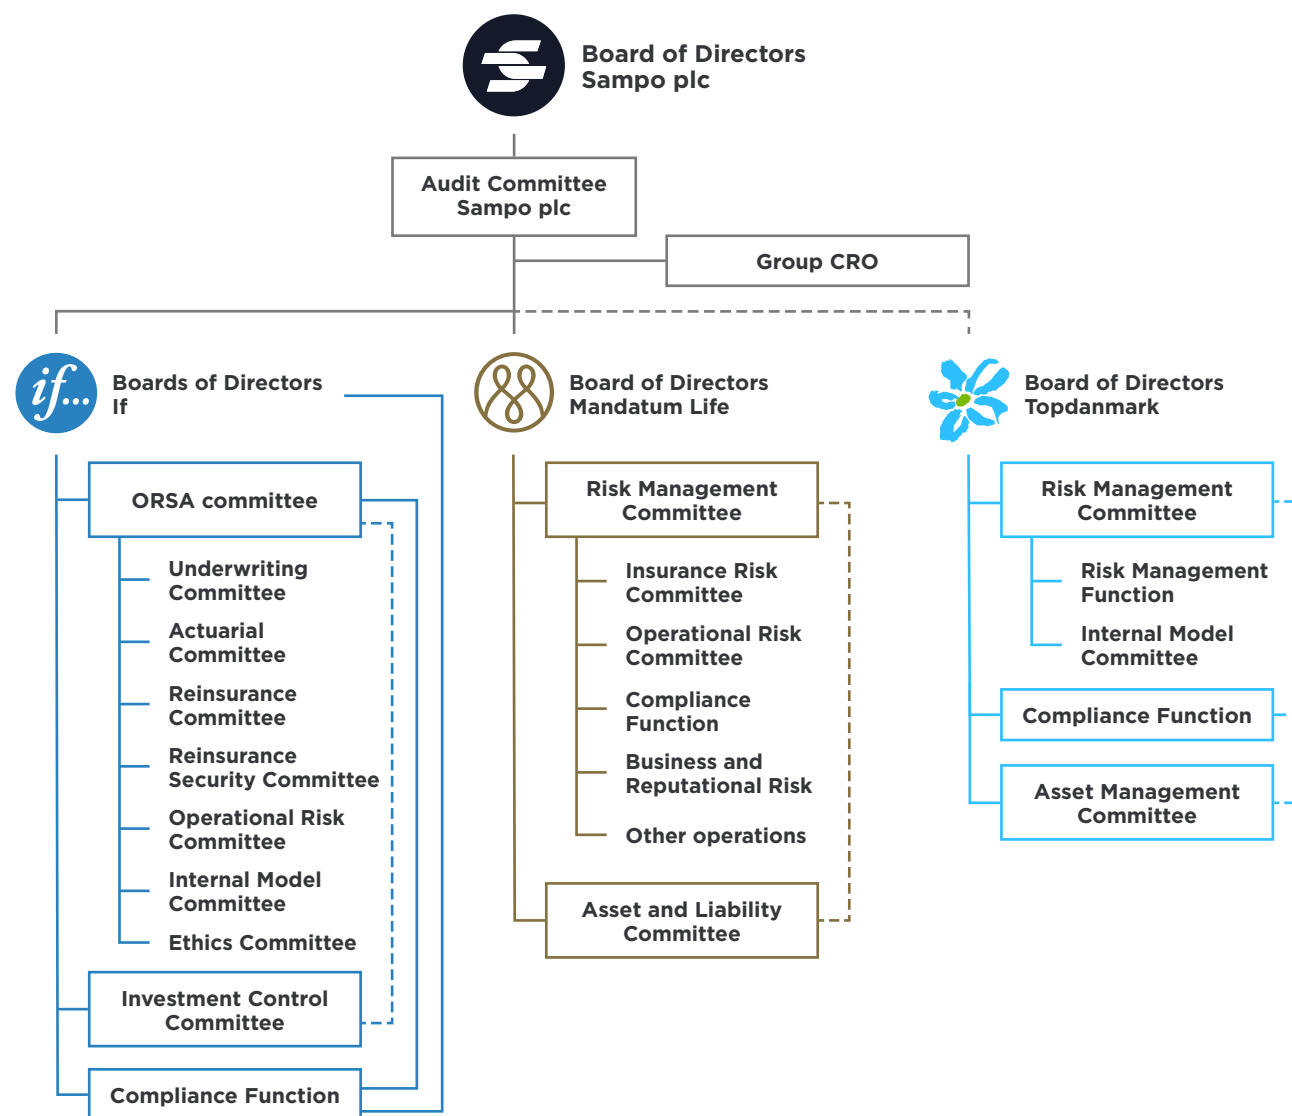 Board of Directors
Sampo plc
Audit Committee
Sampo plc
Group CRO
if...
Boards of Directors
If
ORSA committee
Underwriting
Committee
Actuarial
Committee
Reinsurance
Committee
Reinsurance
Security Committee
Operational Risk
Committee
Internal Model
Committee
Ethics Committee
Investment Control
Committee
Compliance Function
Board of Directors
Mandatum Life
Risk Management
Committee
Insurance Risk
Committee
Operational Risk
Committee
Compliance
Function
Business and
Reputational Risk
Other operations
Asset and Liability
Committee
Board of Directors
Topdanmark
Risk Management
Committee
Risk Management
Function
Internal Model
Committee
Compliance Function
Asset Management
Committee